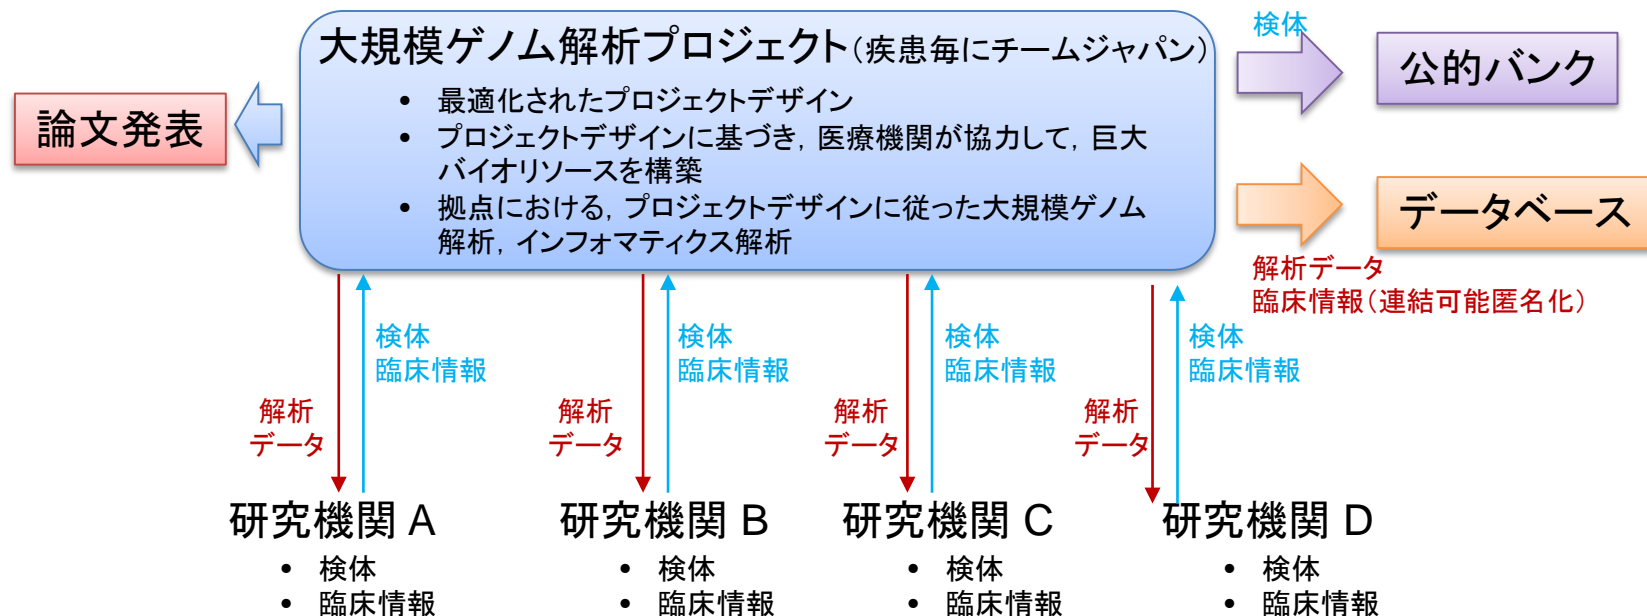 大規模ゲノム解析プロジェクト（疾患毎にチームジャパン）
• 最適化されたプロジェクトデザイン
• プロジェクトデザインに基づき，医療機関が協力して，巨大
バイオリソースを構築
• 拠点における，プロジェクトデザインに従った大規模ゲノム
解析，インフォマティクス解析
論文発表
検体
公的バンク
データベース
解析データ
臨床情報（連結可能匿名化）
検体
臨床情報
解析
データ
検体
臨床情報
解析
データ
検体
臨床情報
解析
データ
検体
臨床情報
解析
データ
研究機関 A
• 検体
• 臨床情報
研究機関 B
• 検体
• 臨床情報
研究機関 C
• 検体
• 臨床情報
研究機関 D
• 検体
• 臨床情報